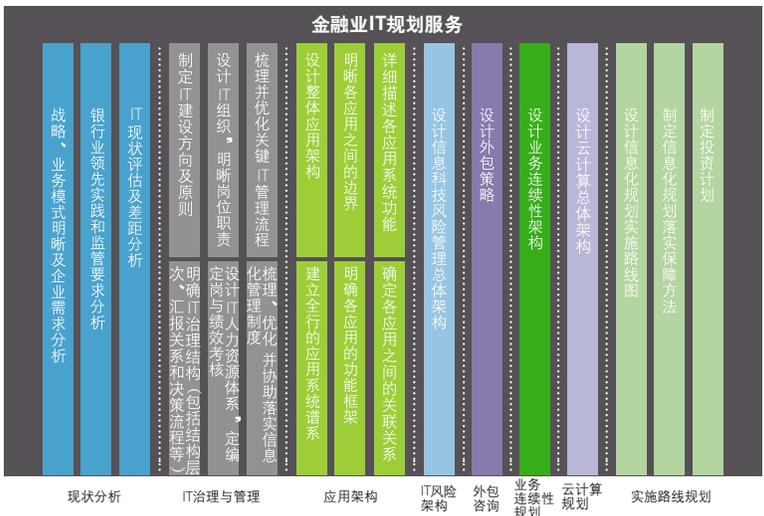 金融业IT规划服务
战略、业务模式明晰及企业需求分析
银行业领先实践和监管要求分析
IT现状评估及差距分析
制定IT建设方向及原则
设计IT组织，明晰岗位职责
梳理并优化关键IT管理流程
明确IT治理结构（包括结构层
次、汇报关系和决策流程等）
设计IT人力资源体系，定编
定岗与绩效考核
梳理、优化 并协助落实信息
化管理制度
设计整体应用架构
明晰各应用之间的边界
详细描述各应用系统功能
建立全行的应用系统谱系
明确各应用的功能框架
确定各应用之间的关联关系
设计信息科技风险管理总体架构
设计外包策略
设计业务连续性架构
设计云计算总体架构
设计信息化规划实施路线图
制定信息化规划落实保障方法
制定投资计划
现状分析
IT治理与管理
应用架构
IT风险
架构
外包
咨询
业务
连续性
规划
云计算
规划
实施路线规划